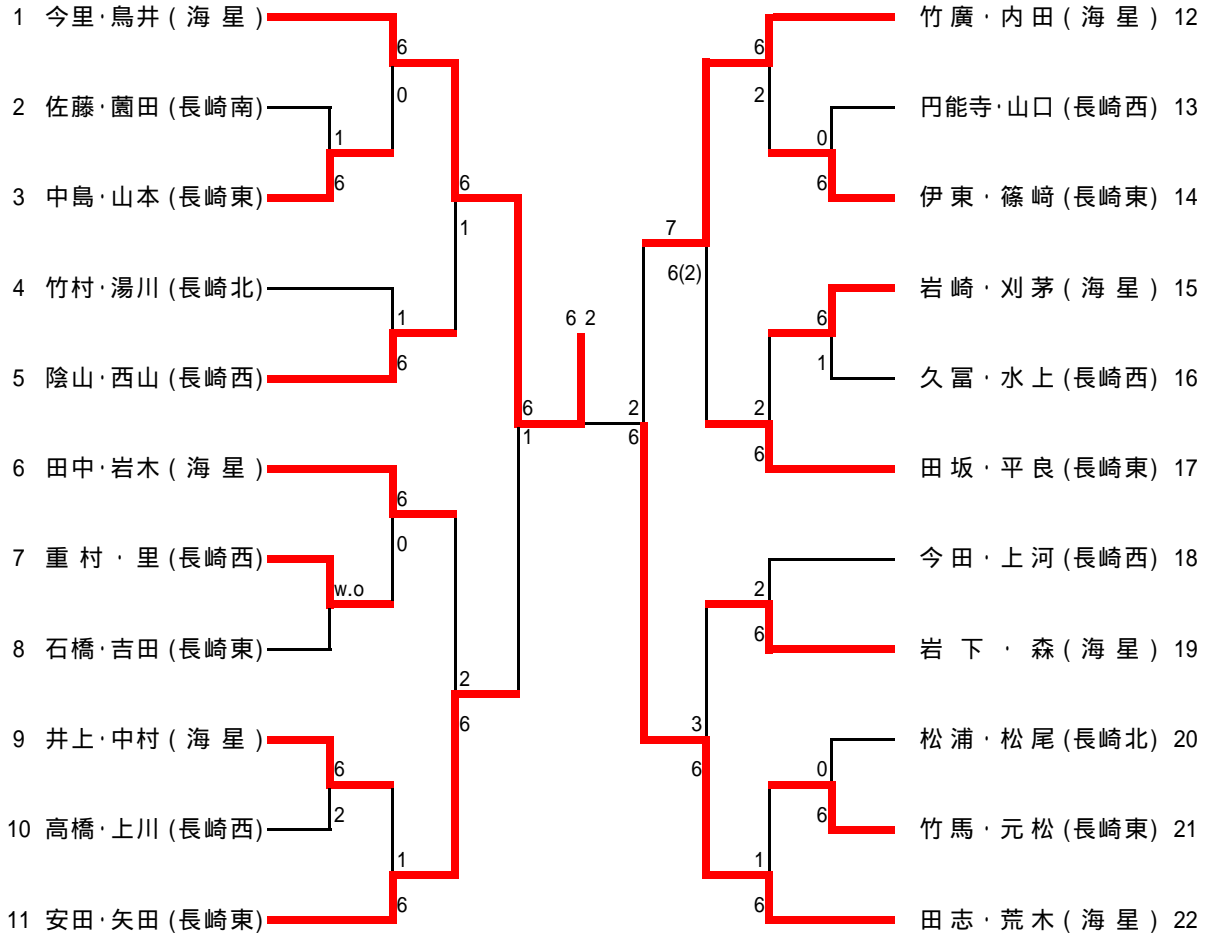 1 今里・鳥井 ( 海 星 )
6
0
2 佐藤・薗田 (長崎南)
1
6
3 中島・山本 (長崎東)
6
1
4 竹村・湯川 (長崎北)
1
6
5 陰山・西山 (長崎西)
6
1
6 田中・岩木 ( 海 星 )
6
0
7 重 村 ・ 里 (長崎西)
w.o
8 石橋・吉田 (長崎東)
2
6
9 井上・中村 ( 海 星 )
6
2
10 高橋・上川 (長崎西)
1
6
11 安田・矢田 (長崎東)
6 2
竹 廣 ・ 内 田 ( 海 星 ) 12
6
2
円能寺・山口 (長崎西) 13
0
6
伊 東 ・ 篠 﨑 (長崎東) 14
7
6(2)
岩 崎 ・ 刈 茅 ( 海 星 ) 15
6
1
久 冨 ・ 水 上 (長崎西) 16
2
6
田 坂 ・ 平 良 (長崎東) 17
2
6
今 田 ・ 上 河 (長崎西) 18
2
6
岩 下 ・ 森 ( 海 星 ) 19
3
6
松 浦 ・ 松 尾 (長崎北) 20
0
6
竹 馬 ・ 元 松 (長崎東) 21
1
6
田 志 ・ 荒 木 ( 海 星 ) 22